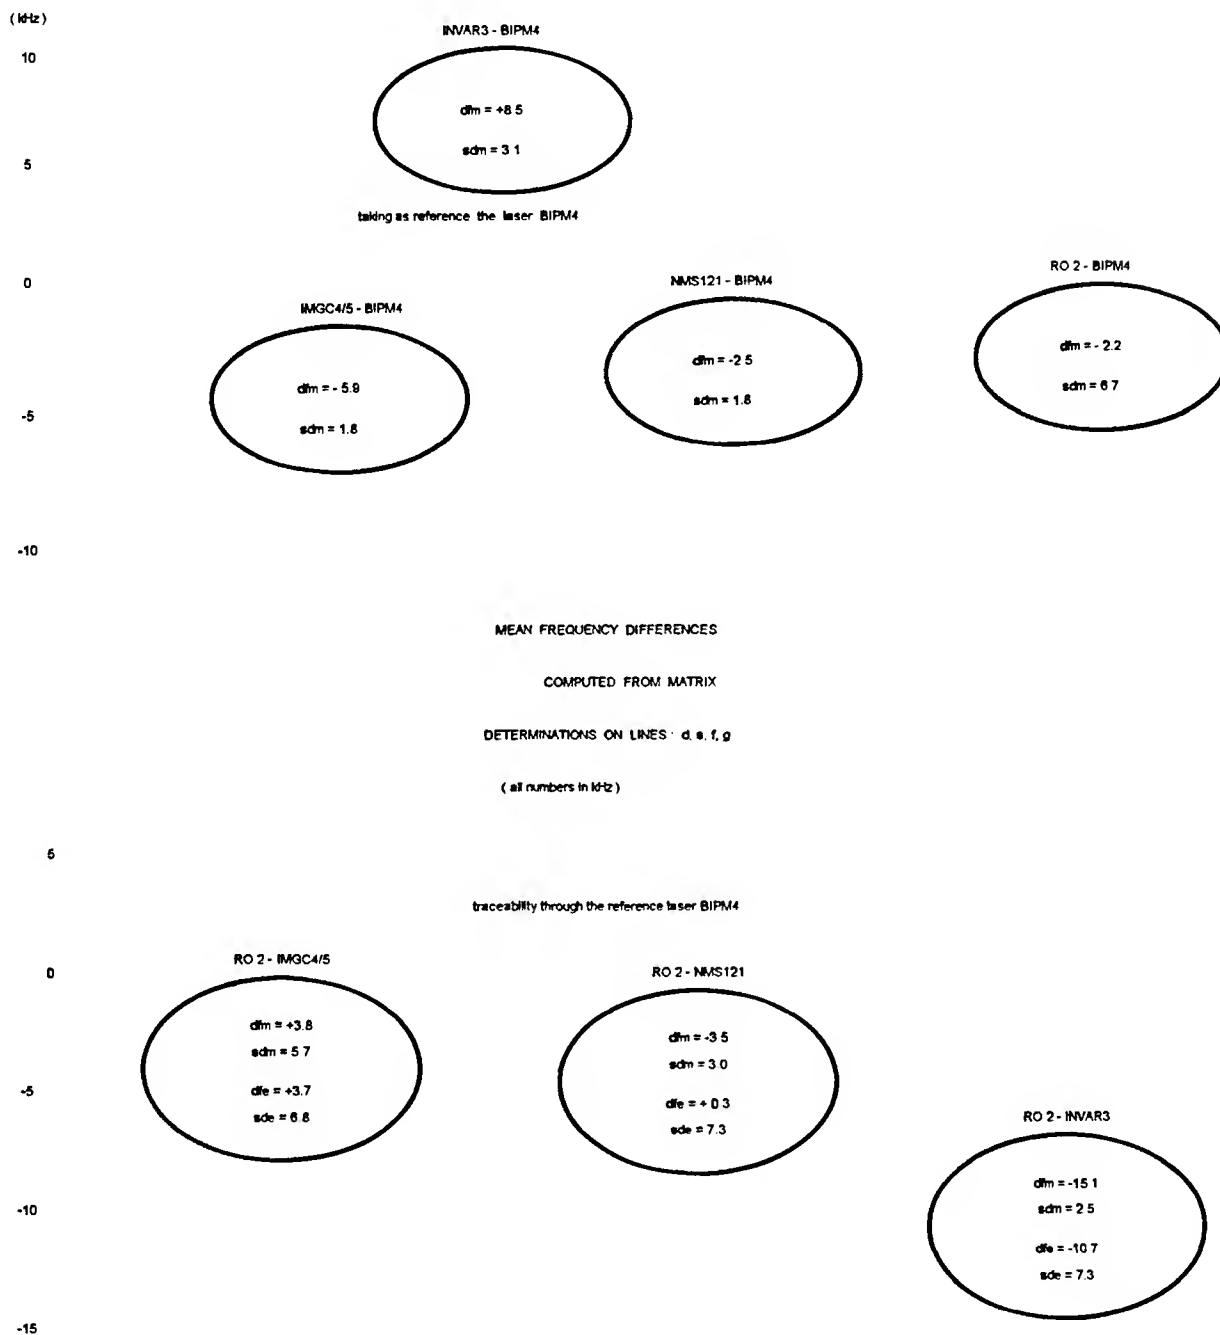 (kHz)
INVAR3 - BIPM4
10
dfm = +8.5
sdm = 3.1
5
taking as reference the laser BIPM4
0
RO 2 - BIPM4
NMS121 - BIPM4
IMGC4/5 - BIPM4
dfm = - 2.2
dfm = -2.5
sdm = 6.7
dfm = - 5.9
sdm = 1.8
-5
sdm = 1.8
-10
MEAN FREQUENCY DIFFERENCES
COMPUTED FROM MATRIX
DETERMINATIONS ON LINES : d, e, f, g
( all numbers in kHz )
5
traceability through the reference laser BIPM4
RO 2 - IMGC4/5
0
RO 2 - NMS121
dfm = +3.8
sdm = 5.7
dfe = +3.7
sde = 6.8
dfm = -3.5
sdm = 3.0
dfe = + 0.3
sde = 7.3
-5
RO 2 - INVAR3
dfm = -15.1
sdm = 2.5
dfe = -10.7
sde = 7.3
-10
-15